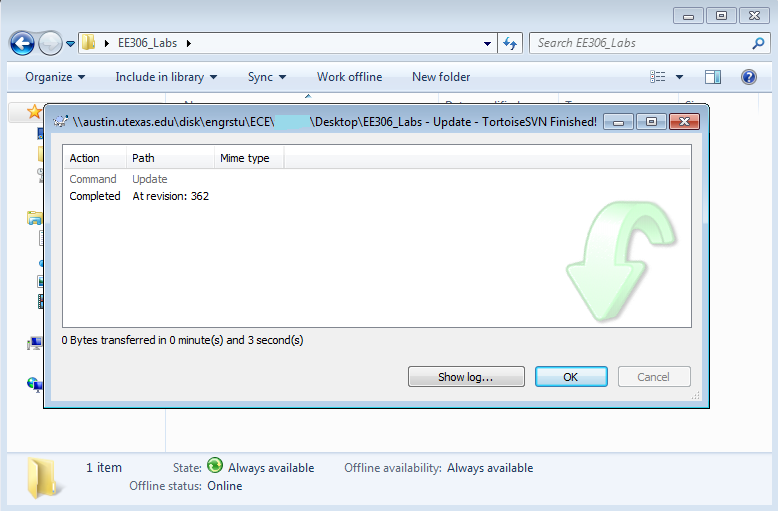 EE306_Labs
Search EE306_Labs
Organize Include in library Sync Work offline New folder
\\austin.utexas.edu\disk\engrstu\ECE\ \Desktop\EE306_Labs - Update - TortoiseSVN Finished!
Action Path Mime type
Command Update
Completed At revision: 362
0 Bytes transferred in 0 minute(s) and 3 second(s)
Show log... OK Cancel
1 item State: Always available Offline availability: Always available
Offline status: Online